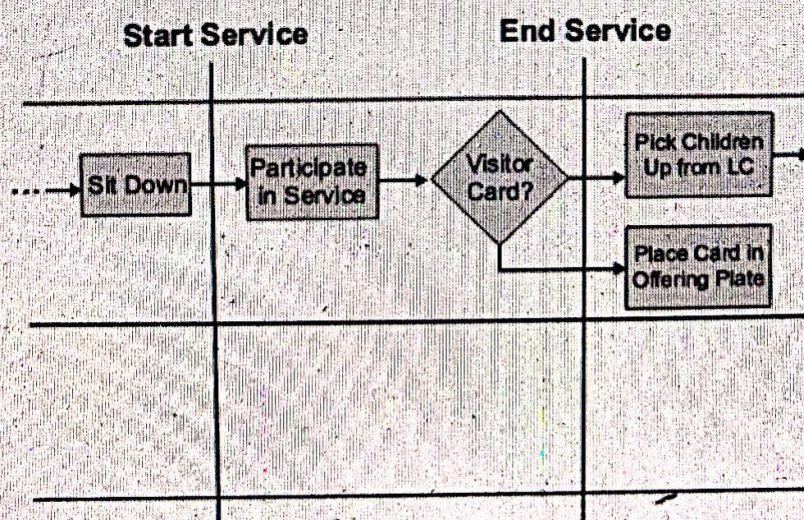 Start Service
End Service
Sit Down
Participate
in Service
Visitor
Card?
Pick Children
Up from LC
Place Card in
Offering Plate